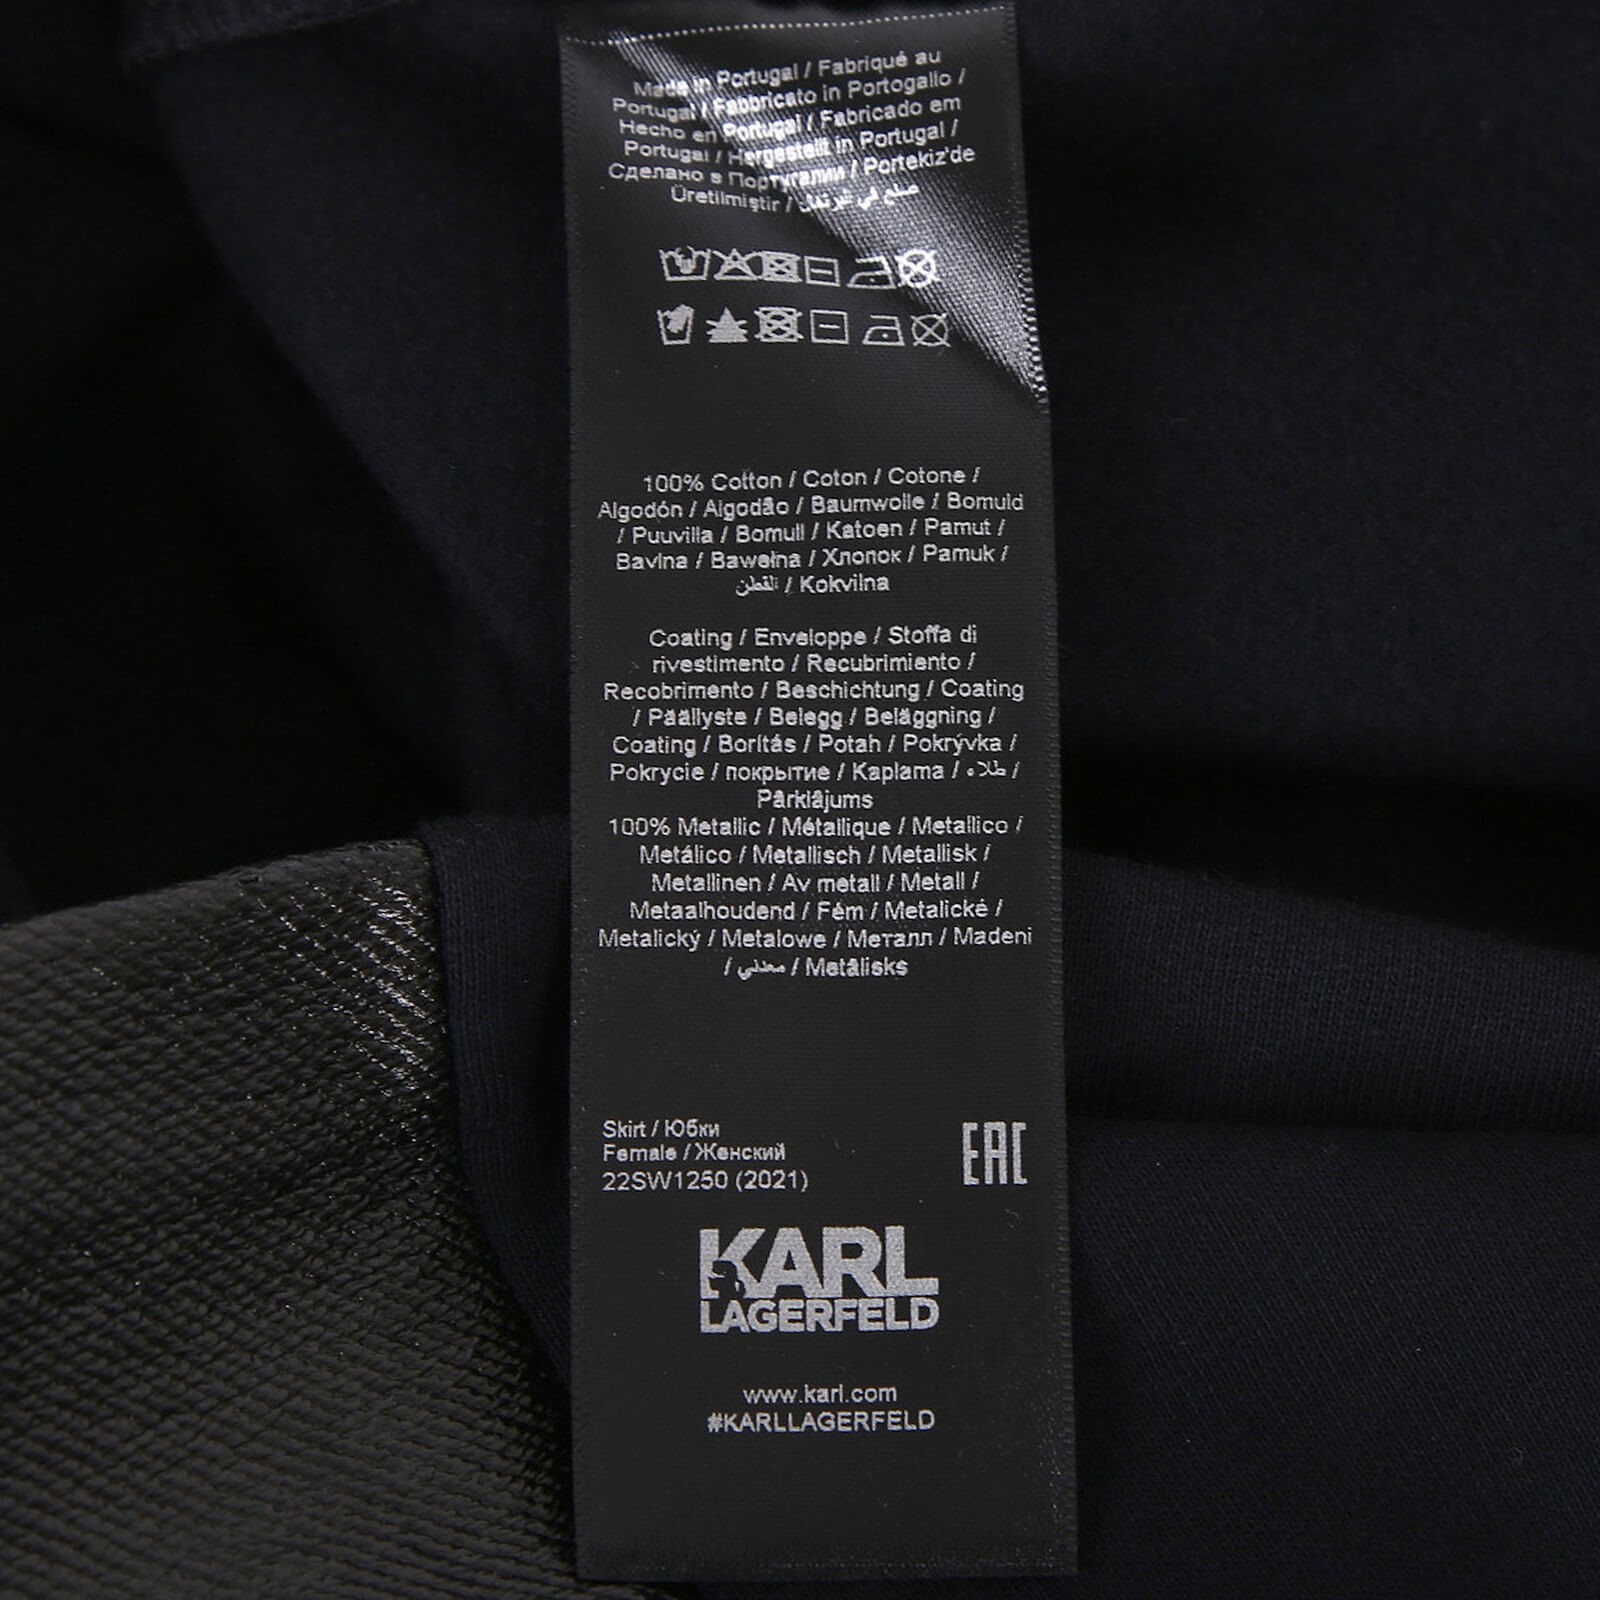 Made in Portugal / Fabriqué au
Portugal / Fabbricato in Portogallo /
Hecho en Portugal / Fabricado em
Portugal / Hergestellt in Portugal /
Сделано в Португалии / Portekiz'de
Üretilmiştir / صنع في البرتغال
100% Cotton / Coton / Cotone /
Algodón / Algodão / Baumwolle / Bomuld
/ Puuvilla / Bomull / Katoen / Pamut /
Bavlna / Bawełna / Хлопок / Pamuk /
القطن / Kokvilna
Coating / Enveloppe / Stoffa di
rivestimento / Recubrimiento /
Recobrimento / Beschichtung / Coating
/ Päällyste / Belegg / Beläggning /
Coating / Borítás / Potah / Pokrývka /
Pokrycie / покрытие / Kaplama / طلاء /
Pārklājums
100% Metallic / Métallique / Metallico /
Metálico / Metallisch / Metallisk /
Metallinen / Av metall / Metall /
Metaalhoudend / Fém / Metalické /
Metalický / Metalowe / Металл / Madeni
/ معدني / Metālisks
Skirt / Юбки
Female / Женский
22SW1250 (2021)
EAC
KARL
LAGERFELD
www.karl.com
#KARLLAGERFELD